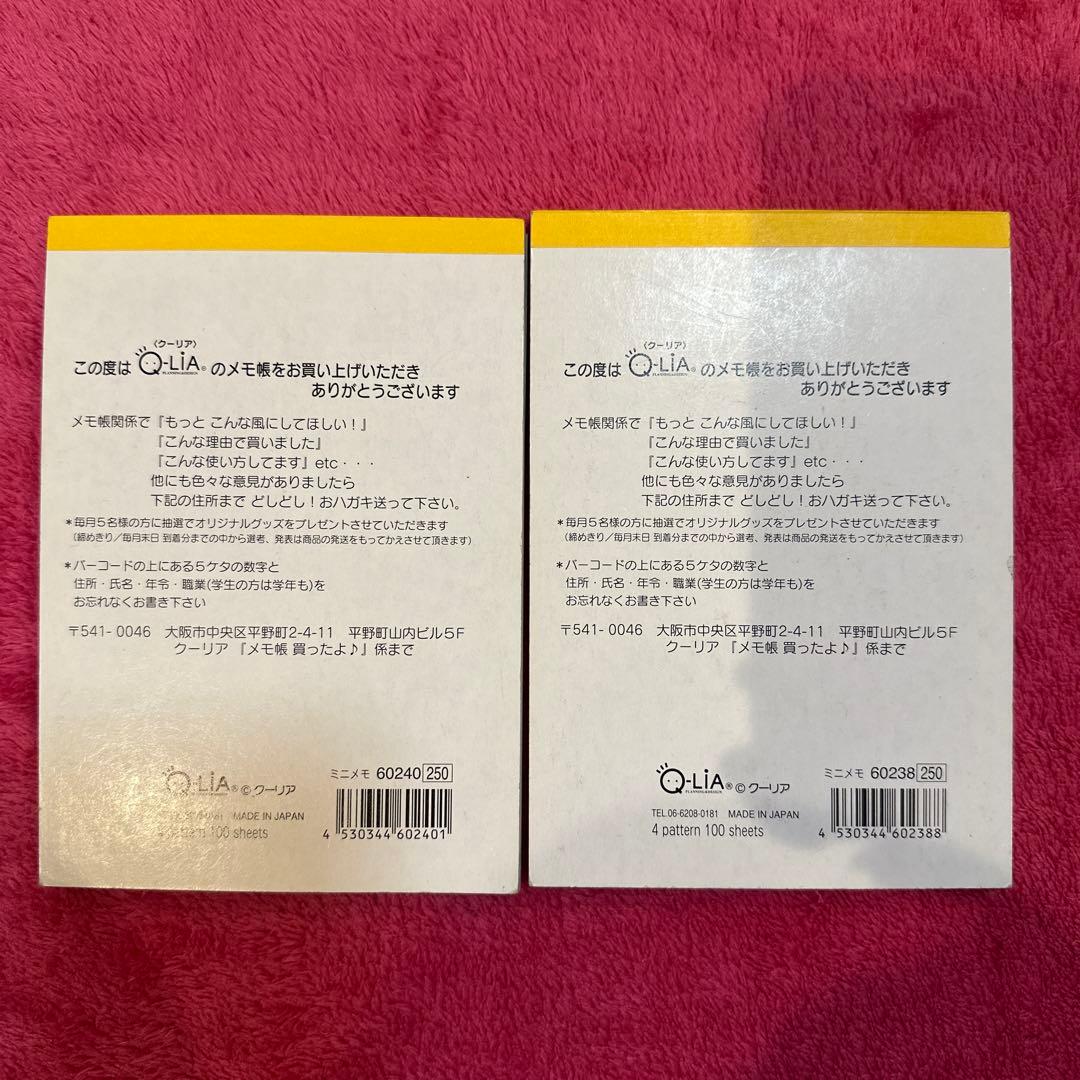 〈クーリア〉
この度は Q-LiA® のメモ帳をお買い上げいただき
PLANNING&DESIGN
ありがとうございます
メモ帳関係で『もっと こんな風にしてほしい！』
『こんな理由で買いました』
『こんな使い方してます』etc・・・
他にも色々な意見がありましたら
下記の住所まで どしどし！おハガキ送って下さい。
＊毎月５名様の方に抽選でオリジナルグッズをプレゼントさせていただきます
（締めきり／毎月末日 到着分までの中から選考、発表は商品の発送をもってかえさせて頂きます）
＊バーコードの上にある５ケタの数字と
住所・氏名・年令・職業(学生の方は学年も)を
お忘れなくお書き下さい
〒541-0046 大阪市中央区平野町2-4-11 平野町山内ビル５F
クーリア 『メモ帳 買ったよ♪』係まで
ミニメモ 60240 250
Q-LiA® © クーリア
MADE IN JAPAN
4 pattern 100 sheets
4 530344 602401
〈クーリア〉
この度は Q-LiA® のメモ帳をお買い上げいただき
PLANNING&DESIGN
ありがとうございます
メモ帳関係で『もっと こんな風にしてほしい！』
『こんな理由で買いました』
『こんな使い方してます』etc・・・
他にも色々な意見がありましたら
下記の住所まで どしどし！おハガキ送って下さい。
＊毎月５名様の方に抽選でオリジナルグッズをプレゼントさせていただきます
（締めきり／毎月末日 到着分までの中から選考、発表は商品の発送をもってかえさせて頂きます）
＊バーコードの上にある５ケタの数字と
住所・氏名・年令・職業(学生の方は学年も)を
お忘れなくお書き下さい
〒541-0046 大阪市中央区平野町2-4-11 平野町山内ビル５F
クーリア 『メモ帳 買ったよ♪』係まで
ミニメモ 60238 250
Q-LiA® © クーリア
PLANNING&DESIGN
TEL.06-6208-0181 MADE IN JAPAN
4 pattern 100 sheets
4 530344 602388